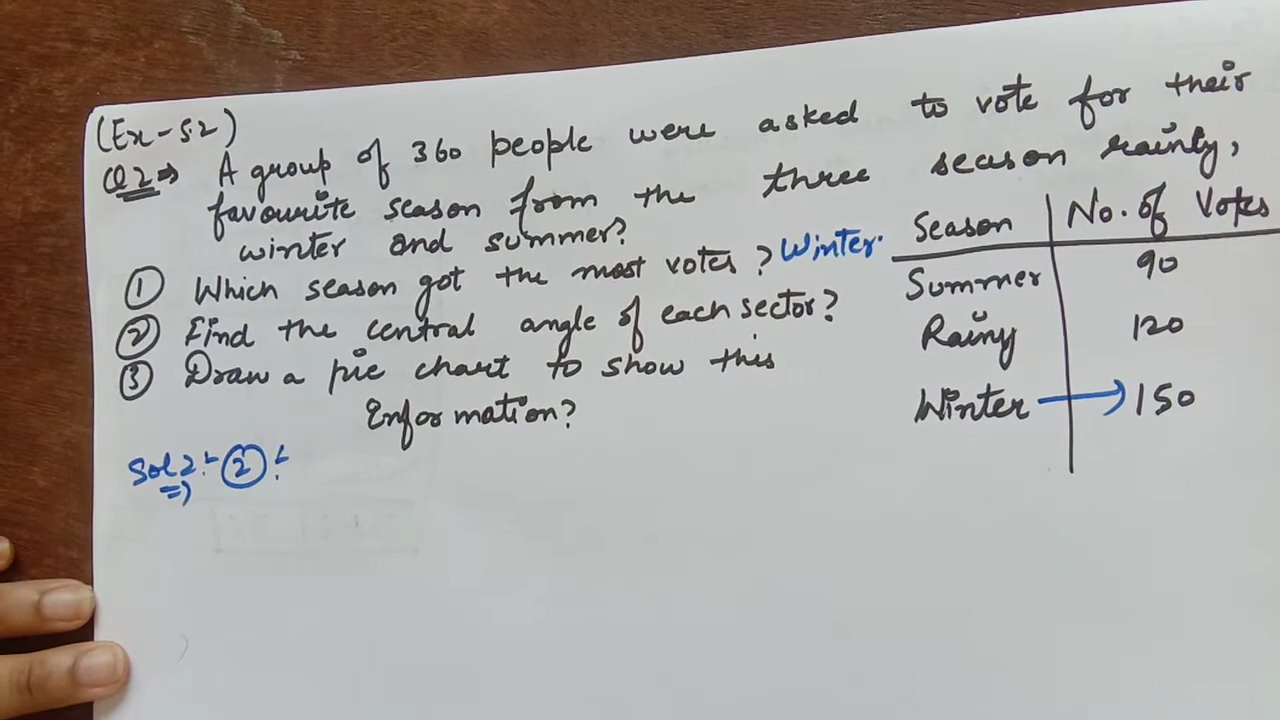 (Ex-5.2)
Q2⇒ A group of 360 people were asked to vote for their
favourite season from the three season rainly,
winter and summer?
① Which season got the most votes? Winter.
② Find the central angle of each sector?
③ Draw a pie chart to show this
Information?
Season No. of Votes
Summer 90
Rainy 120
Winter → 150
Sol 2:- ② :-
⇒